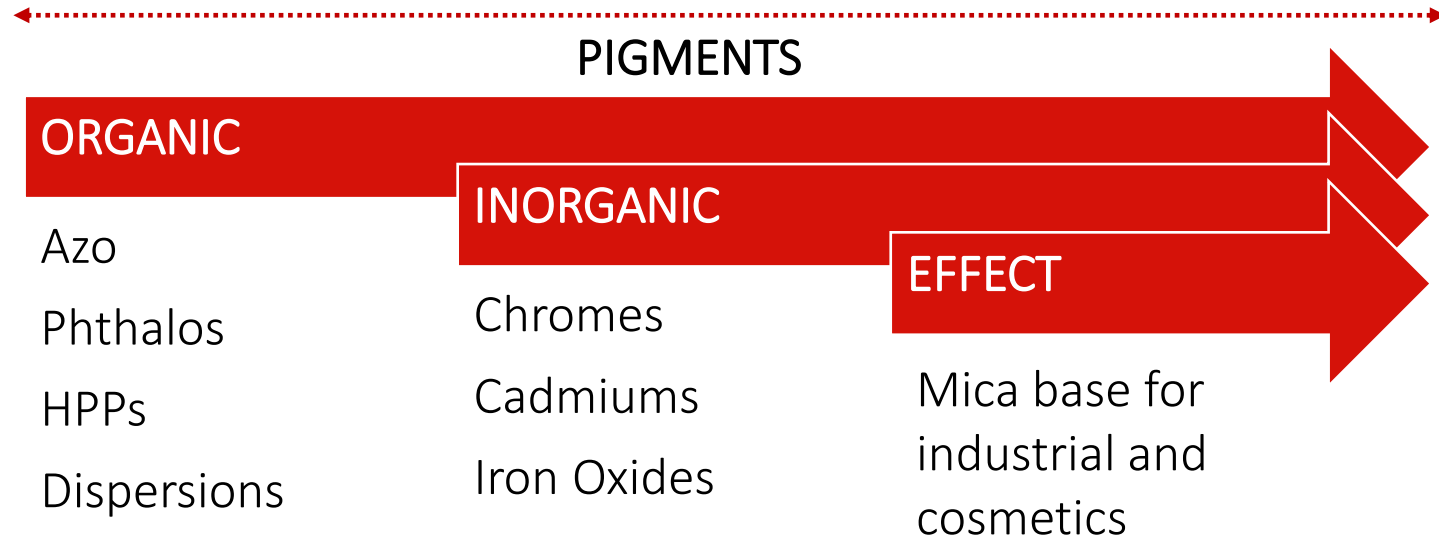 PIGMENTS
ORGANIC
Azo
Phthalos
HPPs
Dispersions
INORGANIC
Chromes
Cadmiums
Iron Oxides
EFFECT
Mica base for
industrial and
cosmetics